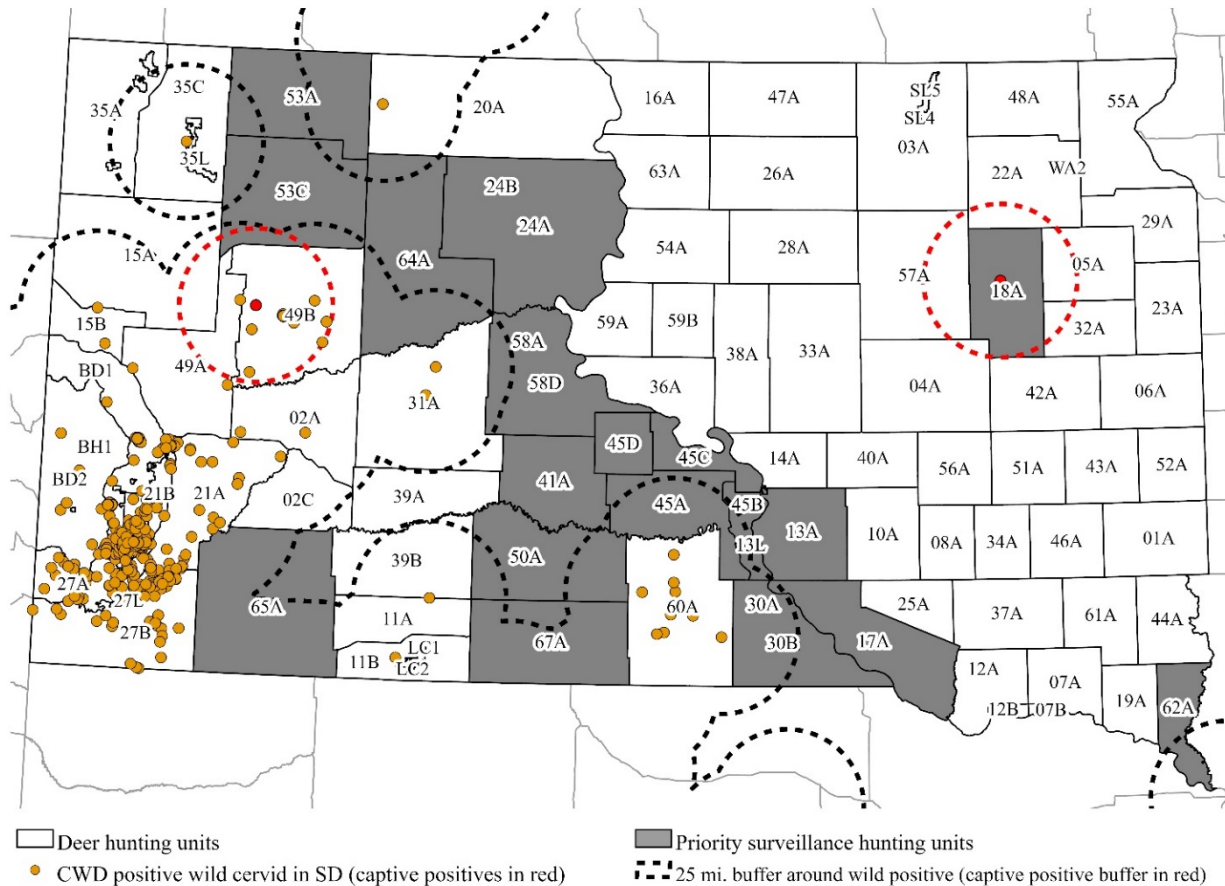 35C
35A
53A
20A
16A
47A
SL5
SL4
48A
55A
03A
35L
53C
24B
24A
63A
26A
22A
WA2
29A
15A
64A
54A
28A
57A
18A
05A
23A
15B
49B
59A
59B
32A
49A
58A
58D
38A
33A
BD1
31A
36A
04A
42A
06A
02A
BH1
BD2
45D
45C
14A
40A
56A
51A
43A
52A
21B
21A
02C
39A
41A
45A
45B
13A
13L
10A
08A
34A
46A
01A
27A
27L
27B
65A
39B
50A
11A
60A
30A
30B
25A
37A
61A
44A
11B
LC1
LC2
67A
17A
12A
07A
12B
07B
19A
62A
Deer hunting units
Priority surveillance hunting units
CWD positive wild cervid in SD (captive positives in red)
25 mi. buffer around wild positive (captive positive buffer in red)